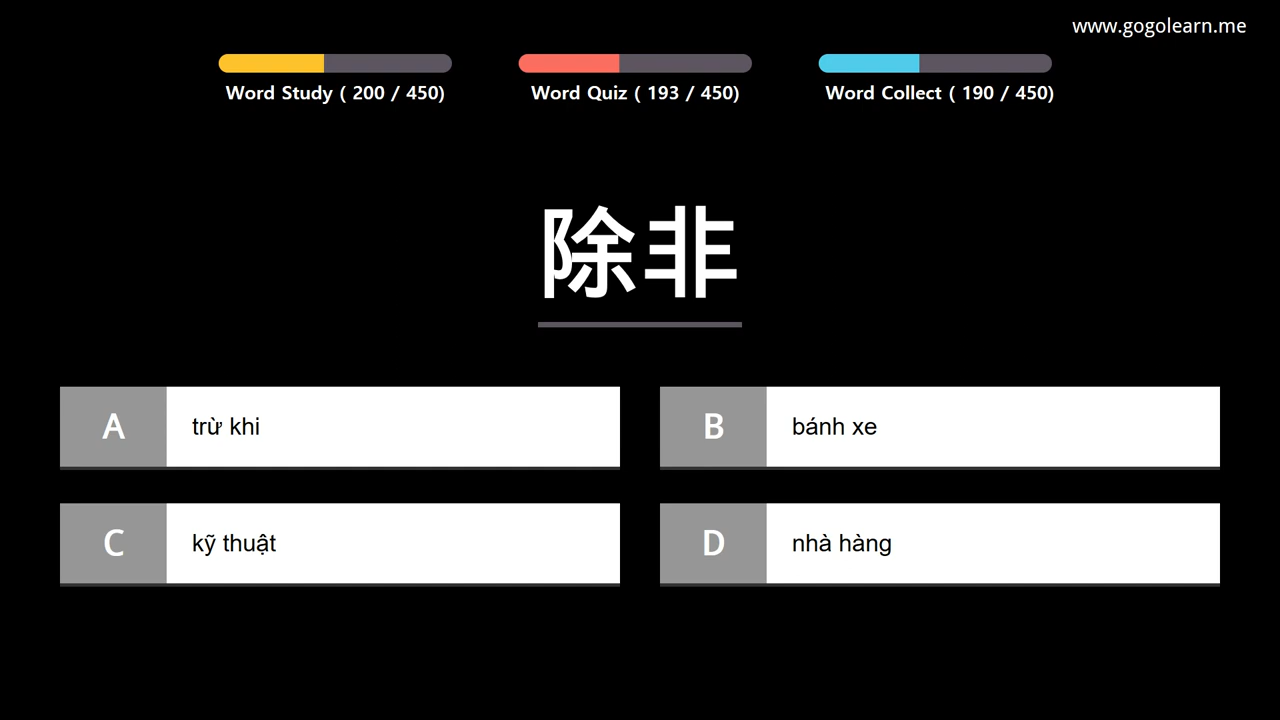 www.gogolearn.me
Word Study ( 200 / 450)
Word Quiz ( 193 / 450)
Word Collect ( 190 / 450)
除非
A trừ khi
B bánh xe
C kỹ thuật
D nhà hàng